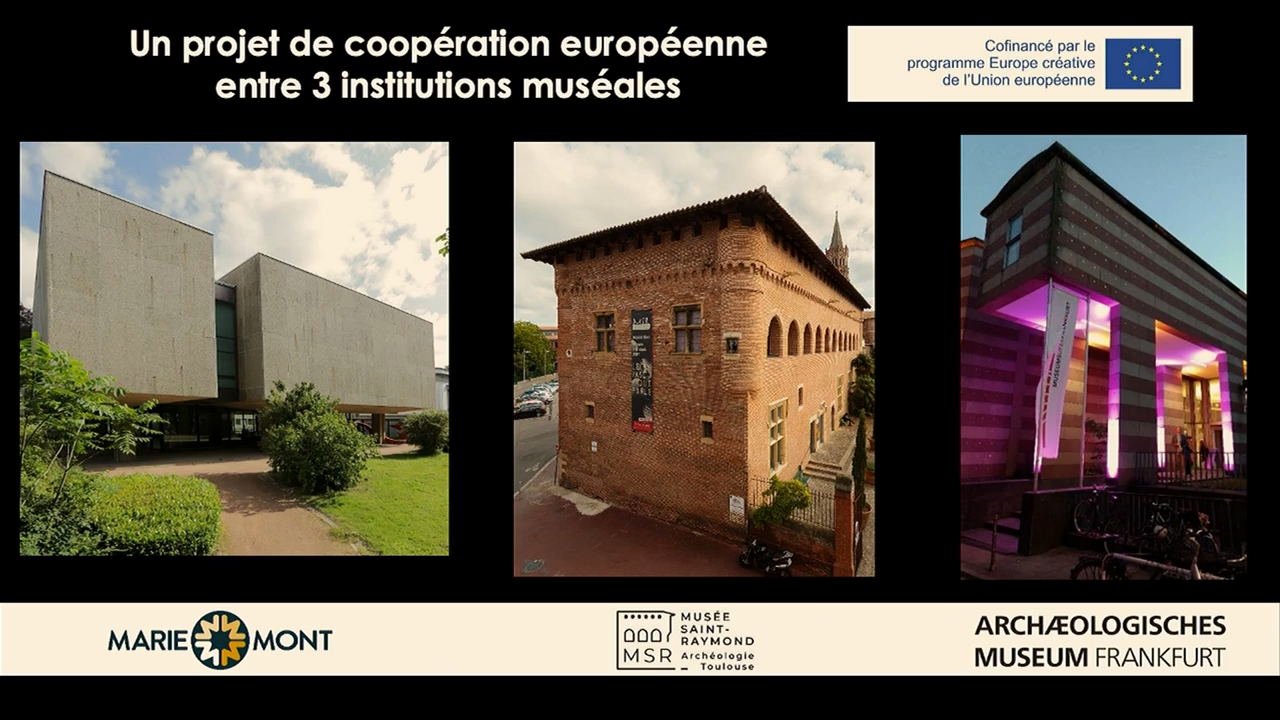 Un projet de coopération européenne
entre 3 institutions muséales
Cofinancé par le
programme Europe créative
de l'Union européenne
MUSEUMSUFERFRANKFURT
MARIE MONT
MSR
MUSÉE
SAINT-
RAYMOND
Archéologie
Toulouse
ARCHÆOLOGISCHES
MUSEUM FRANKFURT